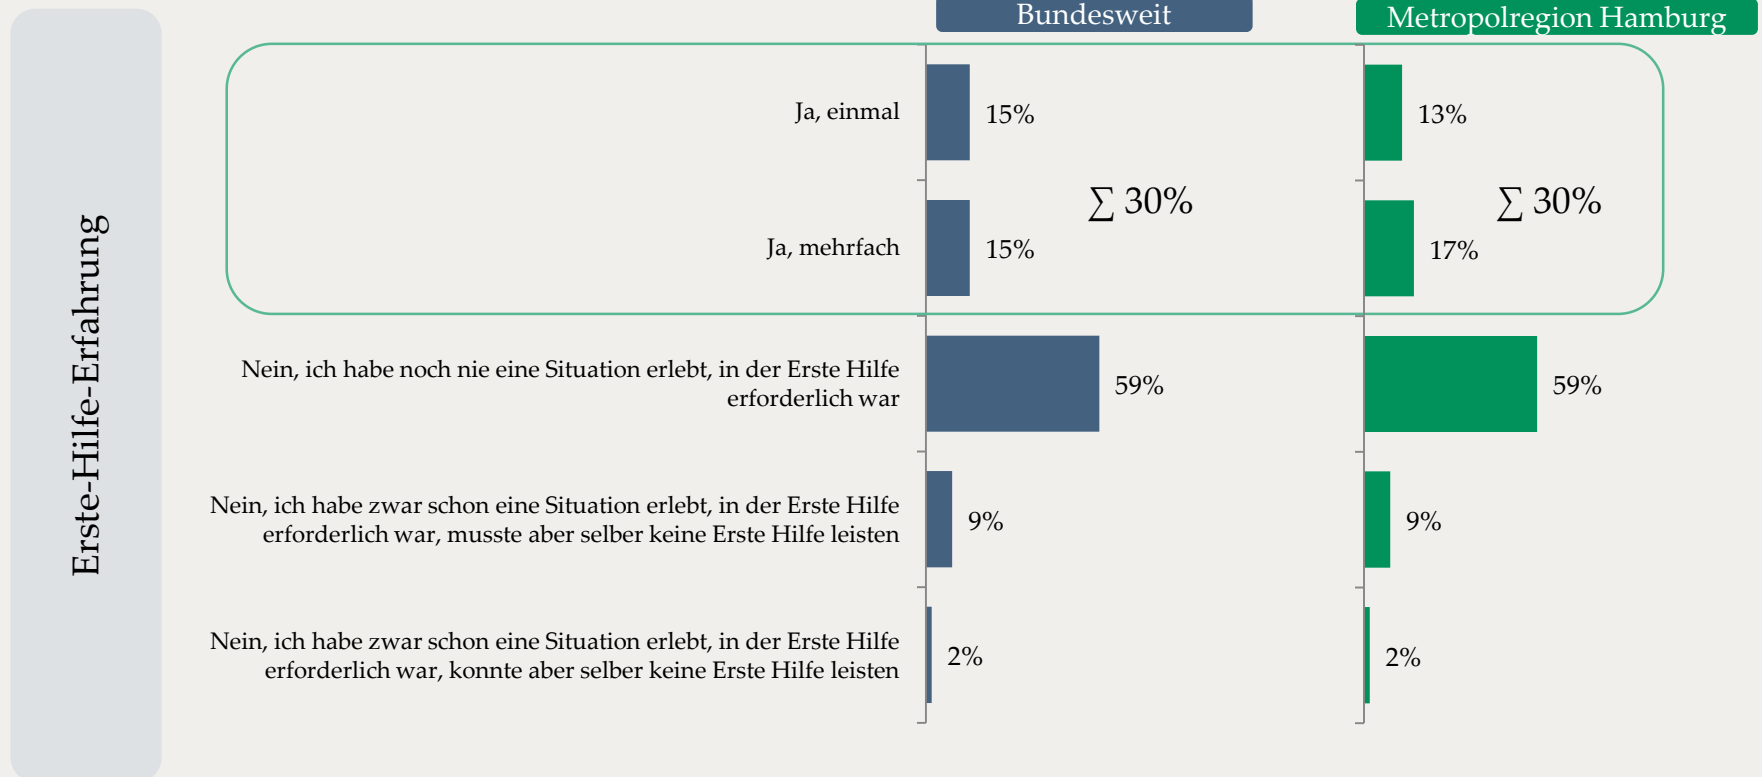 Bundesweit
Metropolregion Hamburg
Erste-Hilfe-Erfahrung
Ja, einmal
15%
13%
Ja, mehrfach
15%
17%
∑ 30%
∑ 30%
Nein, ich habe noch nie eine Situation erlebt, in der Erste Hilfe
erforderlich war
59%
59%
Nein, ich habe zwar schon eine Situation erlebt, in der Erste Hilfe
erforderlich war, musste aber selber keine Erste Hilfe leisten
9%
9%
Nein, ich habe zwar schon eine Situation erlebt, in der Erste Hilfe
erforderlich war, konnte aber selber keine Erste Hilfe leisten
2%
2%